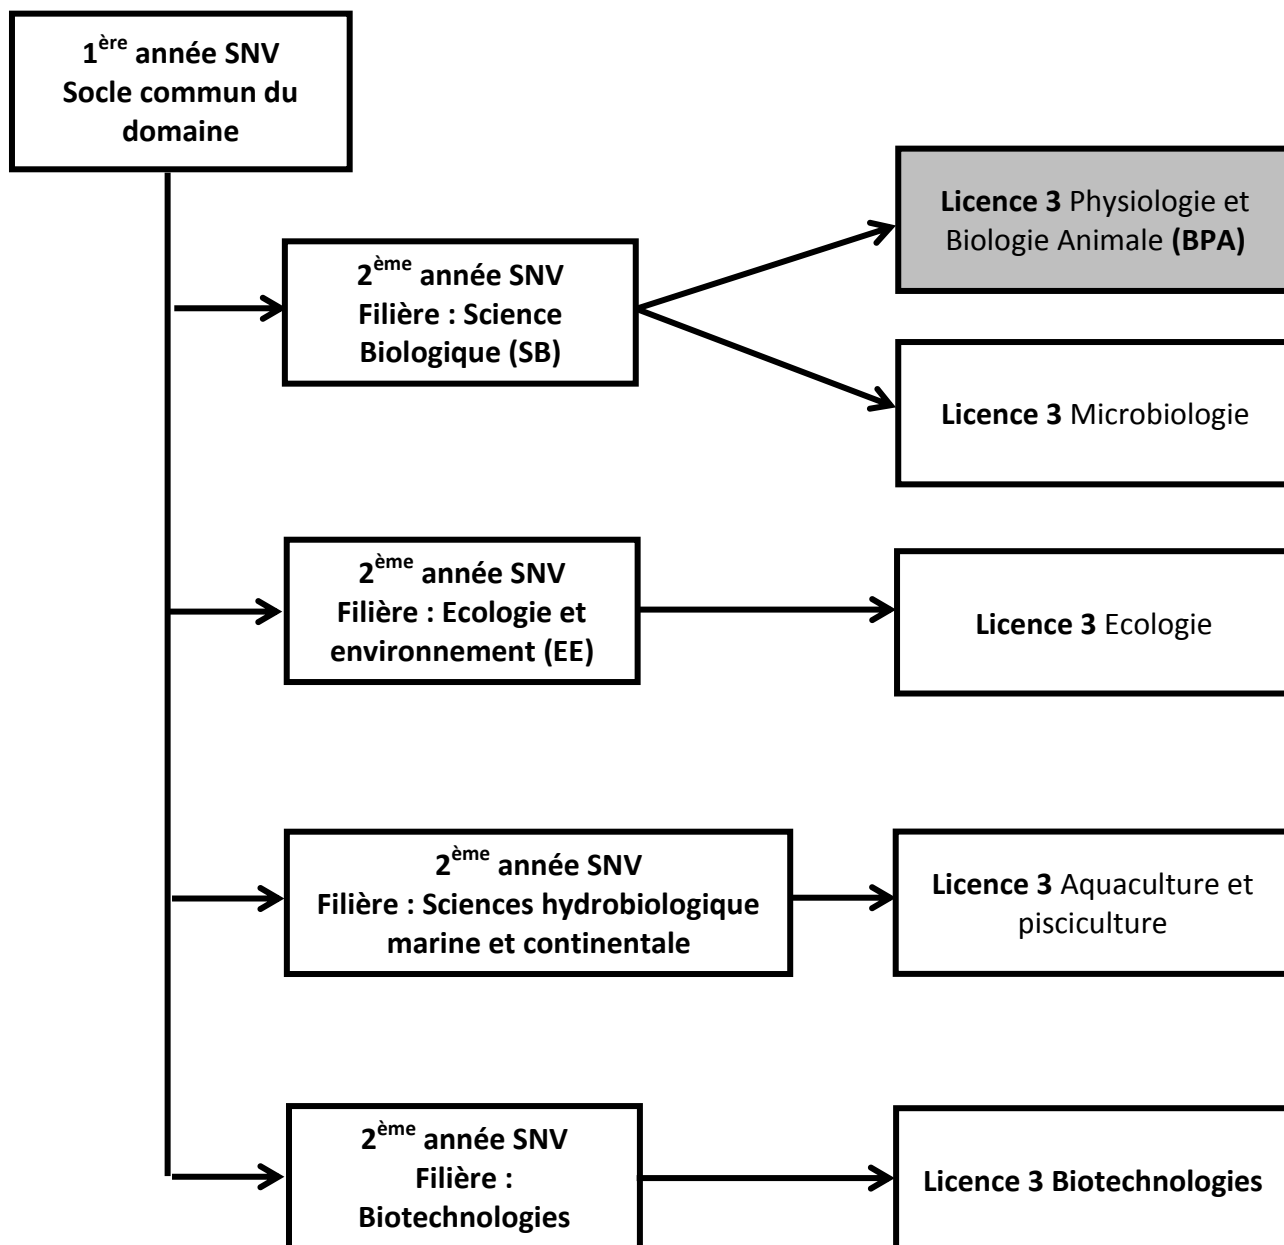 1ère année SNV
Socle commun du
domaine
Licence 3 Physiologie et
Biologie Animale (BPA)
2ème année SNV
Filière : Science
Biologique (SB)
Licence 3 Microbiologie
2ème année SNV
Filière : Ecologie et
environnement (EE)
Licence 3 Ecologie
2ème année SNV
Filière : Sciences hydrobiologique
marine et continentale
Licence 3 Aquaculture et
pisciculture
2ème année SNV
Filière :
Biotechnologies
Licence 3 Biotechnologies